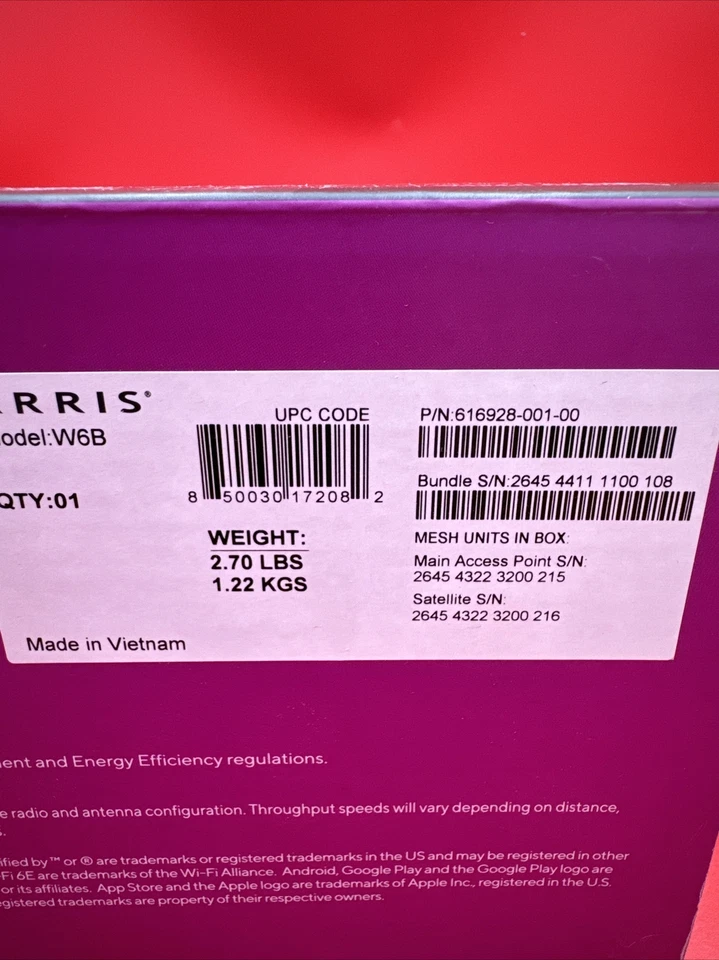 RRIS®
odel:W6B
QTY:01
UPC CODE
8 50030 17208 2
WEIGHT:
2.70 LBS
1.22 KGS
Made in Vietnam
P/N:616928-001-00
Bundle S/N:2645 4411 1100 108
MESH UNITS IN BOX:
Main Access Point S/N:
2645 4322 3200 215
Satellite S/N:
2645 4322 3200 216
ent and Energy Efficiency regulations.
e radio and antenna configuration. Throughput speeds will vary depending on distance,
s.
ified by ™ or ® are trademarks or registered trademarks in the US and may be registered in other
-Fi 6E are trademarks of the Wi-Fi Alliance. Android, Google Play and the Google Play logo are
or its affiliates. App Store and the Apple logo are trademarks of Apple Inc., registered in the U.S.
egistered trademarks are property of their respective owners.